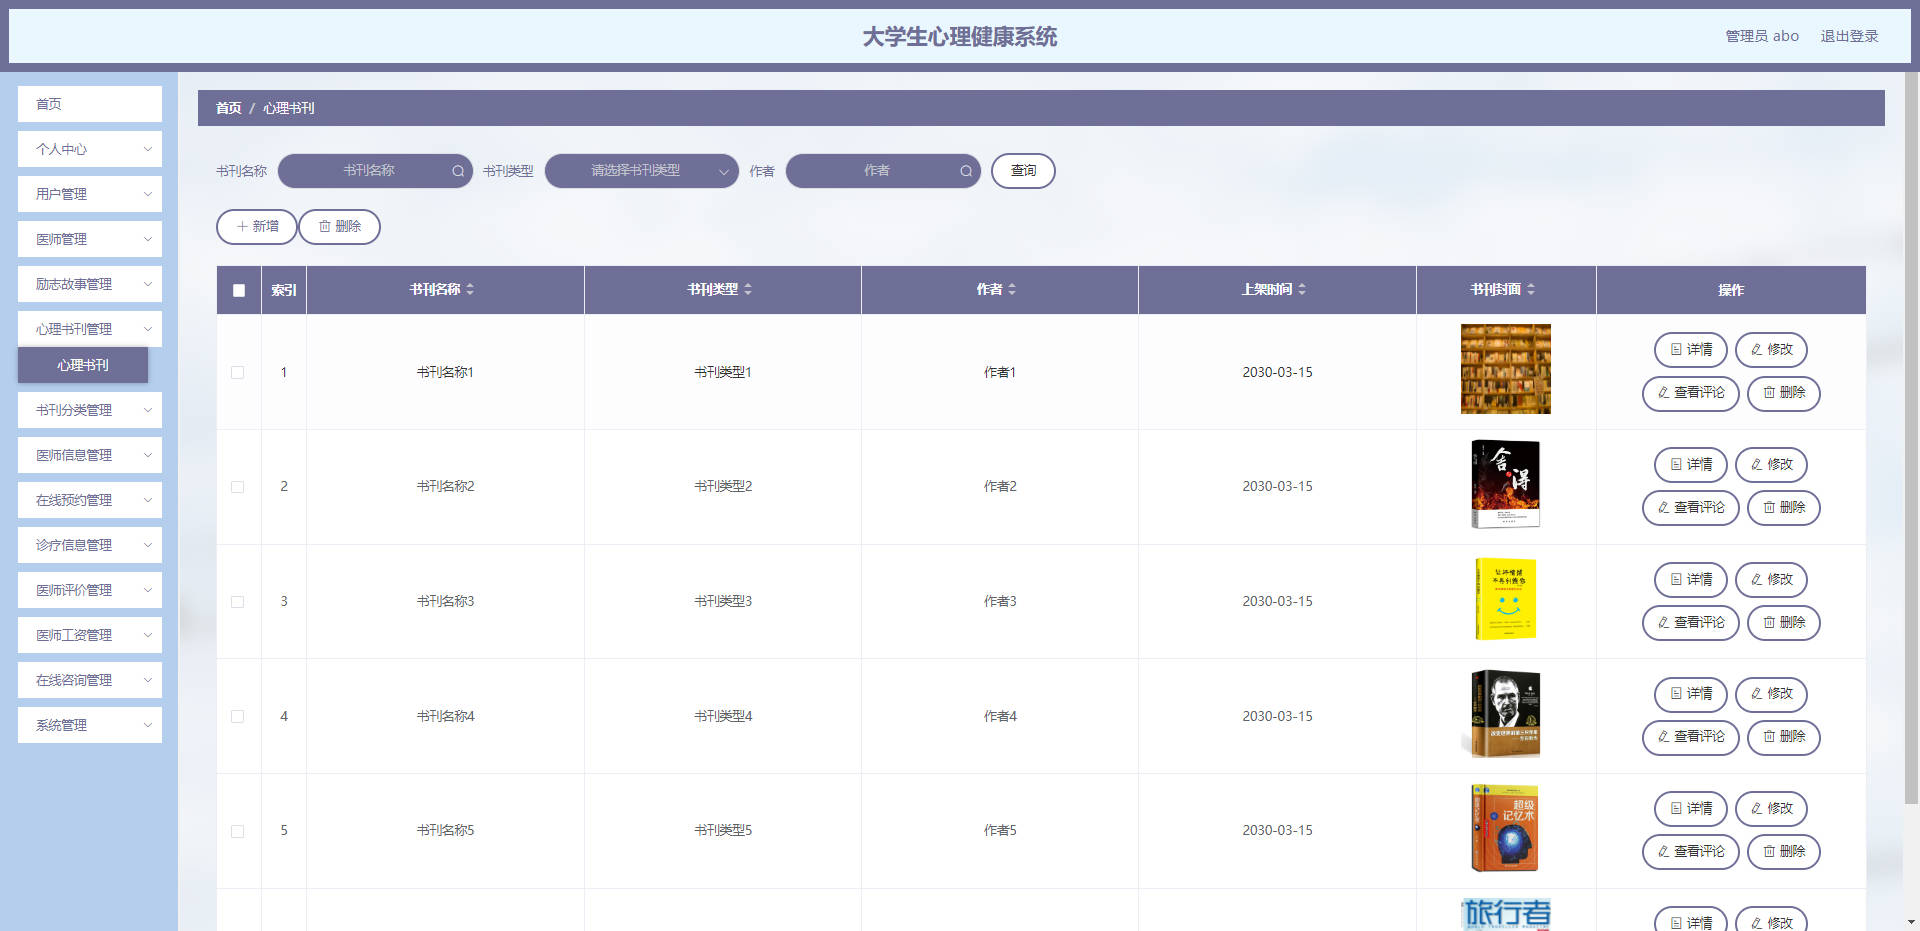 大学生心理健康系统
管理员 abo 退出登录
首页
个人中心
用户管理
医师管理
励志故事管理
心理书刊管理
心理书刊
书刊分类管理
医师信息管理
在线预约管理
诊疗信息管理
医师评价管理
医师工资管理
在线咨询管理
系统管理
首页 / 心理书刊
书刊名称 书刊名称 书刊类型 请选择书刊类型 作者 作者 查询
新增 删除
索引 书刊名称 书刊类型 作者 上架时间 书刊封面 操作
1 书刊名称1 书刊类型1 作者1 2030-03-15 详情 修改
查看评论 删除
2 书刊名称2 书刊类型2 作者2 2030-03-15 舍得 详情 修改
查看评论 删除
3 书刊名称3 书刊类型3 作者3 2030-03-15 详情 修改
查看评论 删除
4 书刊名称4 书刊类型4 作者4 2030-03-15 详情 修改
查看评论 删除
5 书刊名称5 书刊类型5 作者5 2030-03-15 超级记忆术 详情 修改
查看评论 删除
旅行者 详情 修改